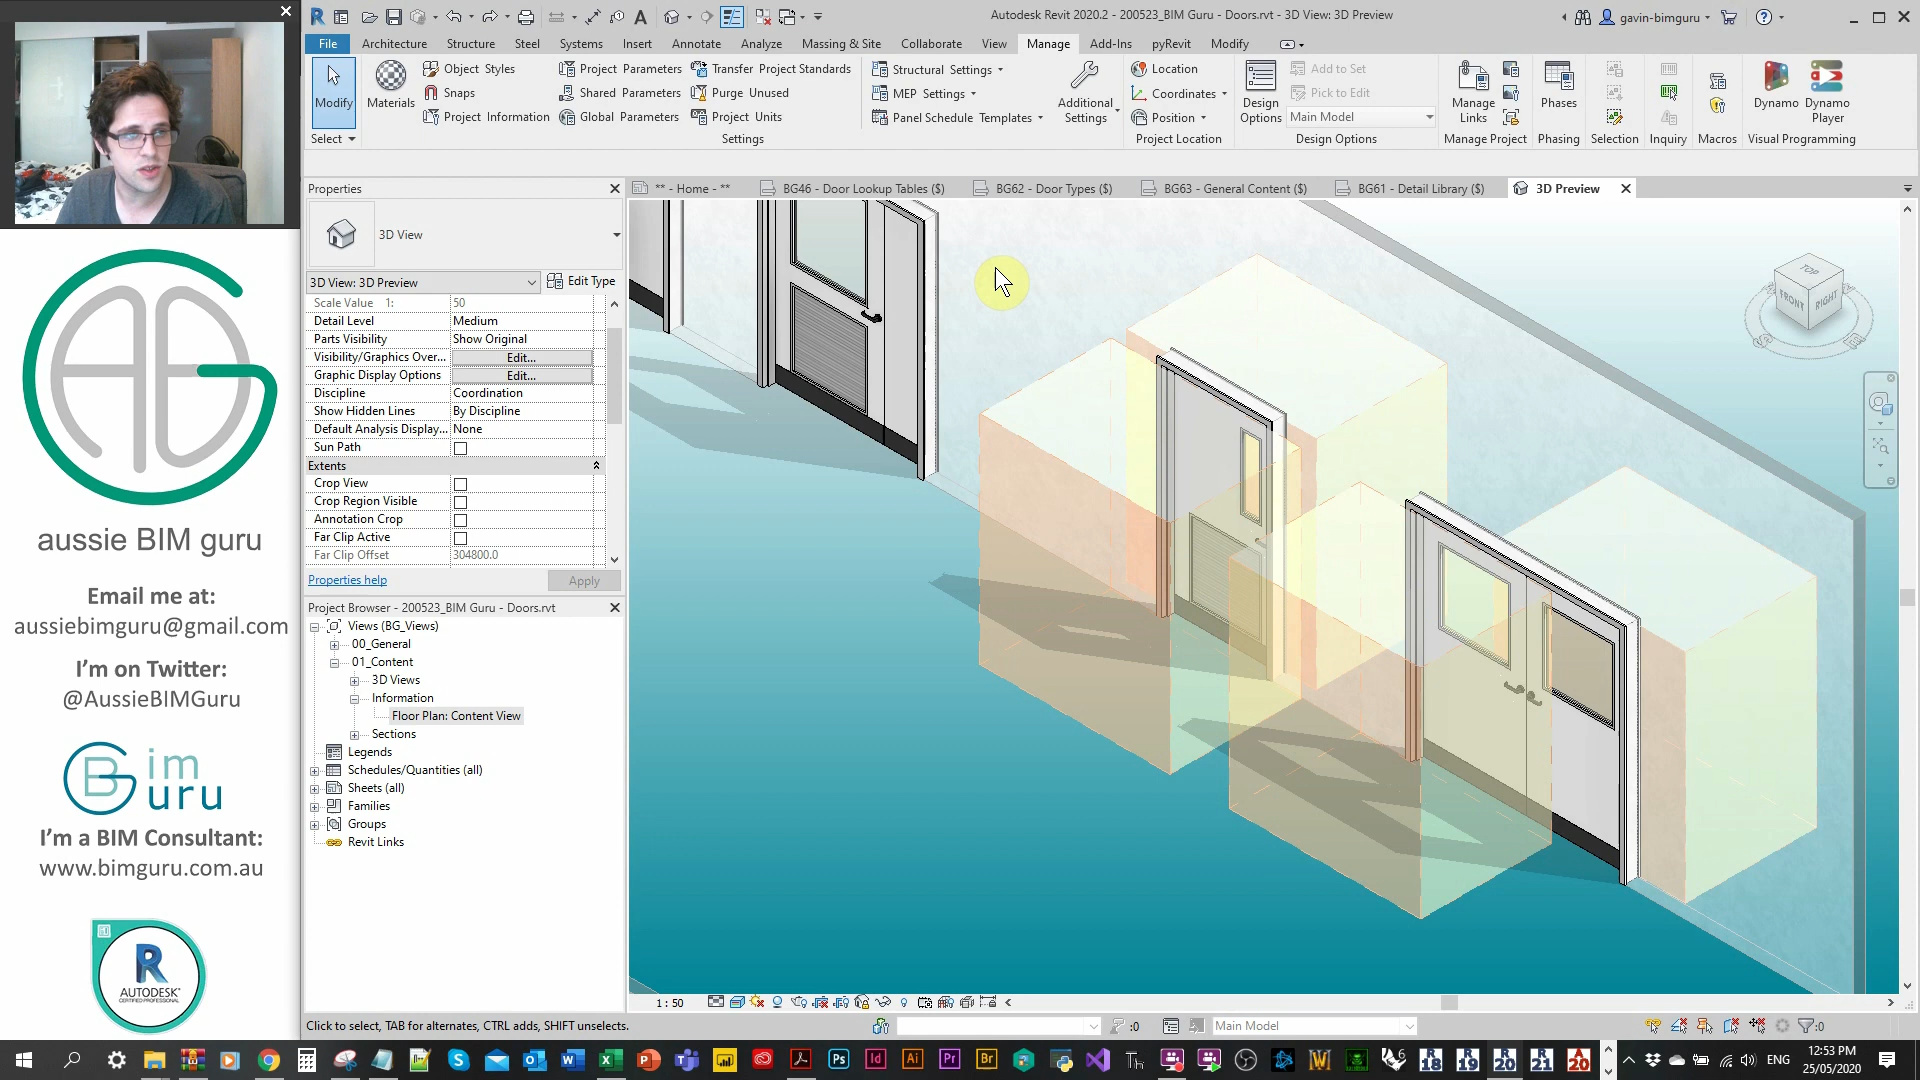 Autodesk Revit 2020.2 - 200523_BIM Guru - Doors.rvt - 3D View: 3D Preview
gavin-bimguru
File
Architecture
Structure
Steel
Systems
Insert
Annotate
Analyze
Massing & Site
Collaborate
View
Manage
Add-Ins
pyRevit
Modify
Modify
Select
Materials
Object Styles
Snaps
Project Information
Project Parameters
Shared Parameters
Global Parameters
Transfer Project Standards
Purge Unused
Project Units
Settings
Structural Settings
MEP Settings
Panel Schedule Templates
Additional
Settings
Location
Coordinates
Position
Project Location
Design
Options
Add to Set
Pick to Edit
Main Model
Design Options
Manage
Links
Manage Project
Phases
Phasing
Selection
Inquiry
Macros
Dynamo
Dynamo
Player
Visual Programming
Properties
** - Home - **
BG46 - Door Lookup Tables ($)
BG62 - Door Types ($)
BG63 - General Content ($)
BG61 - Detail Library ($)
3D Preview
3D View
3D View: 3D Preview
Edit Type
Scale Value 1: 50
Detail Level Medium
Parts Visibility Show Original
Visibility/Graphics Over... Edit...
Graphic Display Options Edit...
Discipline Coordination
Show Hidden Lines By Discipline
Default Analysis Display... None
Sun Path
Extents
Crop View
Crop Region Visible
Annotation Crop
Far Clip Active
Far Clip Offset 304800.0
Properties help
Apply
Project Browser - 200523_BIM Guru - Doors.rvt
Views (BG_Views)
00_General
01_Content
3D Views
Information
Floor Plan: Content View
Sections
Legends
Schedules/Quantities (all)
Sheets (all)
Families
Groups
Revit Links
TOP
FRONT
RIGHT
aussie BIM guru
Email me at:
aussiebimguru@gmail.com
I'm on Twitter:
@AussieBIMGuru
BG im
uru
I'm a BIM Consultant:
www.bimguru.com.au
R
AUTODESK
CERTIFIED PROFESSIONAL
1 : 50
Click to select, TAB for alternates, CTRL adds, SHIFT unselects.
:0
Main Model
:0
ENG
12:53 PM
25/05/2020